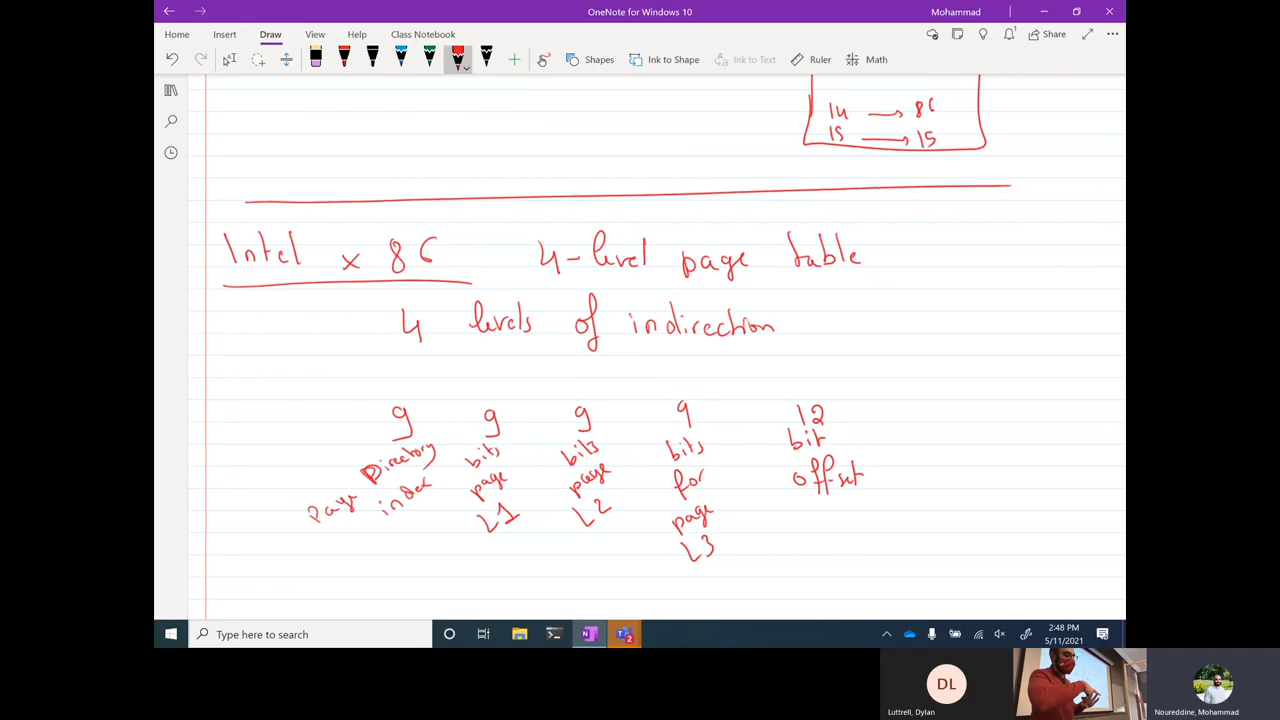 OneNote for Windows 10
Mohammad
Home Insert Draw View Help Class Notebook
Share
Shapes Ink to Shape Ink to Text Ruler Math
14 → 86
15 → 15
Intel x 86 4-level page table
4 levels of indirection
9 9 9 9 12
Page Directory index
bits page L1
bits page L2
bits for page L3
bit offset
Type here to search
2:48 PM
5/11/2021
2
DL
Luttrell, Dylan
Noureddine, Mohammad